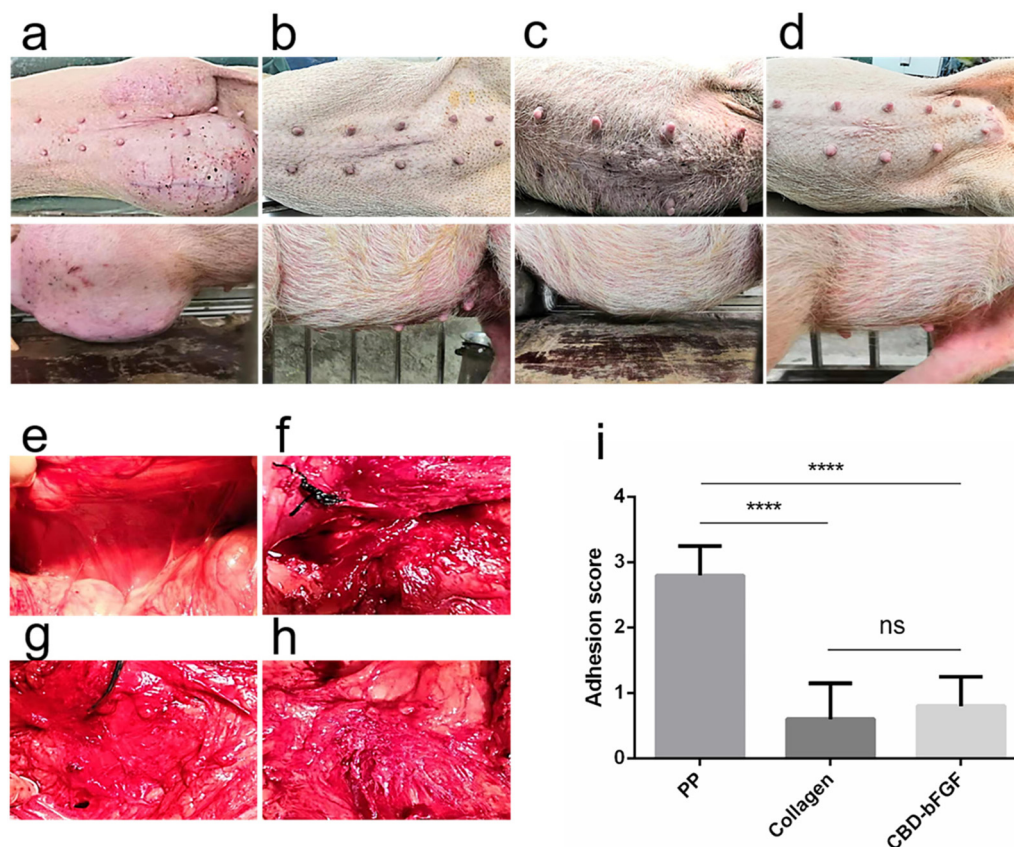 a b c d
e f
g h
i
****
****
ns
Adhesion score
4
3
2
1
0
PP
Collagen
CBD-bFGF